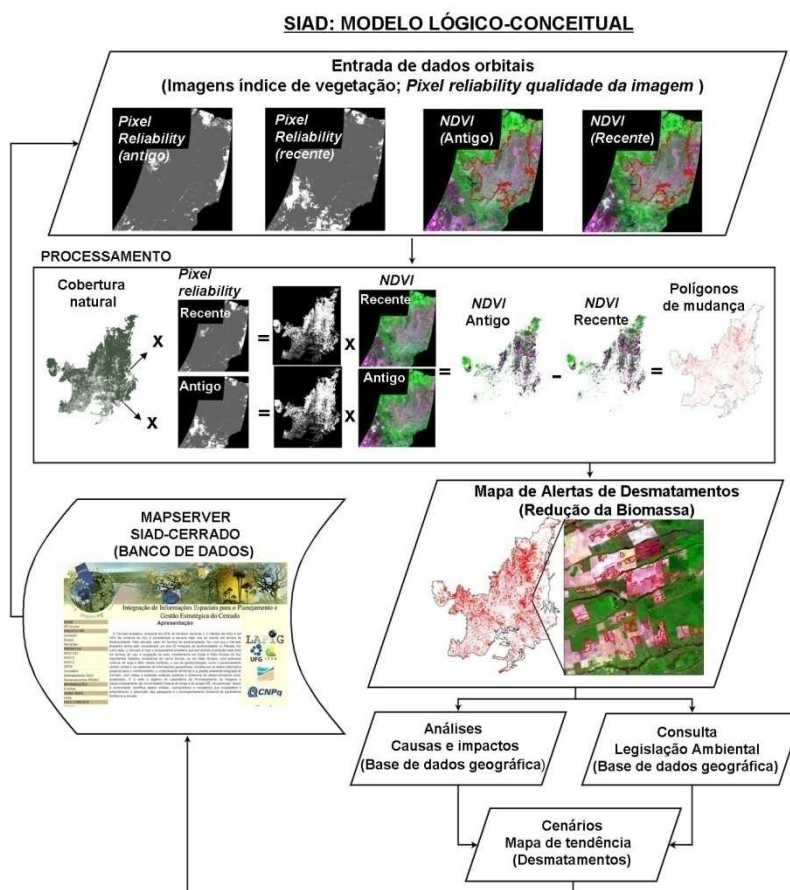 SIAD: MODELO LÓGICO-CONCEITUAL
Entrada de dados orbitais
(Imagens índice de vegetação; Pixel reliability qualidade da imagem )
Pixel
Reliability
(antigo)
Pixel
Reliability
(recente)
NDVI
(Antigo)
NDVI
(Recente)
PROCESSAMENTO
Cobertura
natural
X
X
Pixel
reliability
Recente
Antigo
=
=
X
X
NDVI
Recente
Antigo
=
NDVI
Antigo
-
NDVI
Recente
=
Polígonos
de mudança
Mapa de Alertas de Desmatamentos
(Redução da Biomassa)
MAPSERVER
SIAD-CERRADO
(BANCO DE DADOS)
Integração de Informações Espaciais para o Planejamento e
Gestão Estratégica do Cerrado
Apresentação
LAPIG
UFG
CNPq
Análises
Causas e impactos
(Base de dados geográfica)
Consulta
Legislação Ambiental
(Base de dados geográfica)
Cenários
Mapa de tendência
(Desmatamentos)